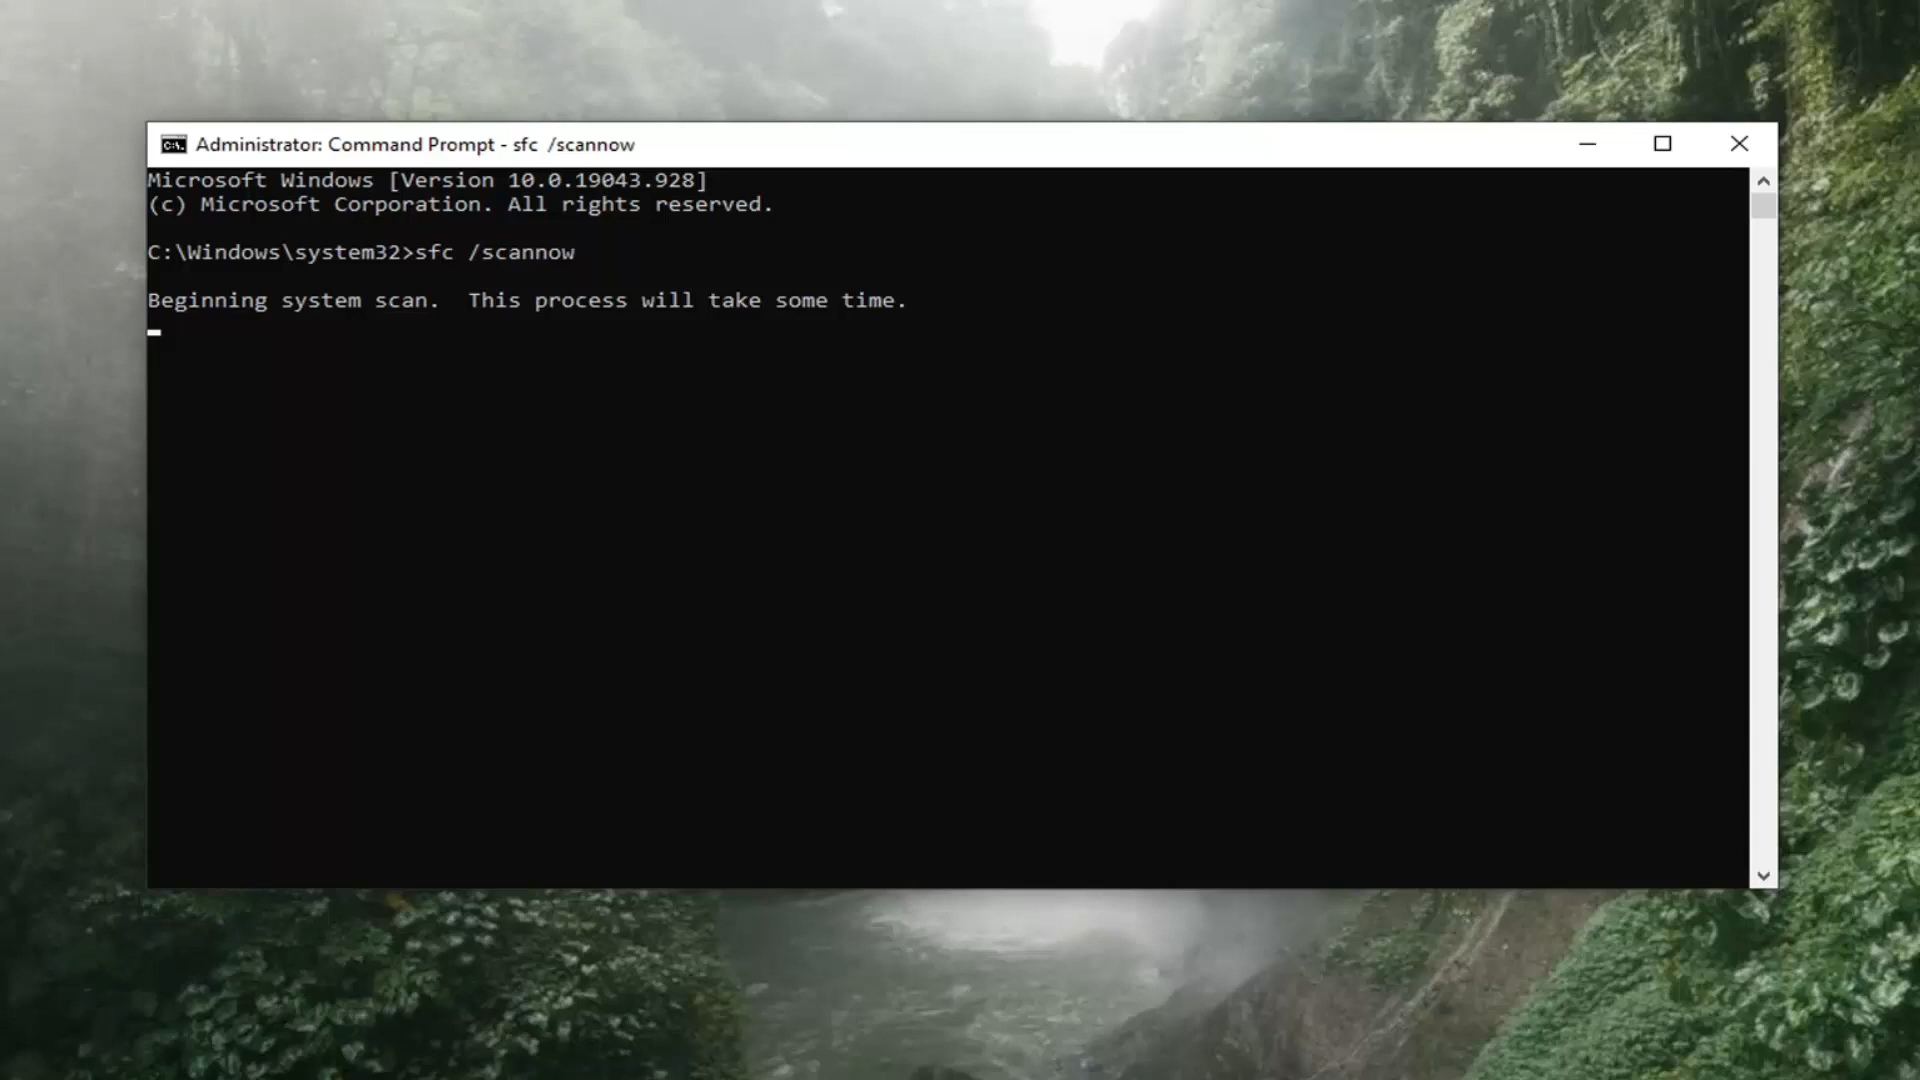 Administrator: Command Prompt - sfc  /scannow
Microsoft Windows [Version 10.0.19043.928]
(c) Microsoft Corporation. All rights reserved.
C:\Windows\system32>sfc /scannow
Beginning system scan.  This process will take some time.